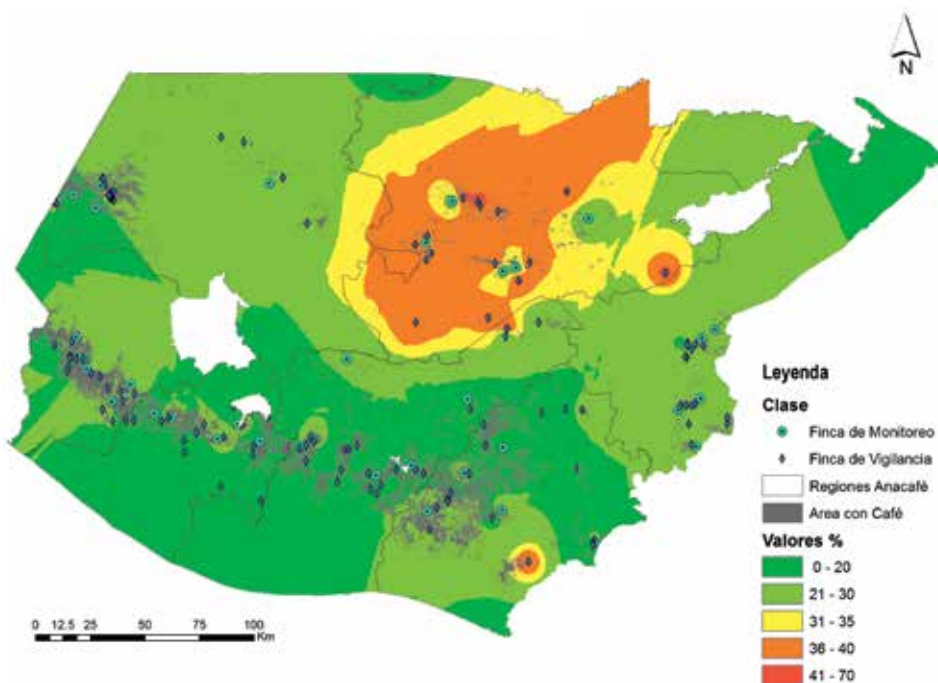 N
Leyenda
Clase
Finca de Monitoreo
Finca de Vigilancia
Regiones Anacafé
Area con Café
Valores %
0 - 20
21 - 30
31 - 35
36 - 40
41 - 70
0 12.5 25 50 75 100
Km